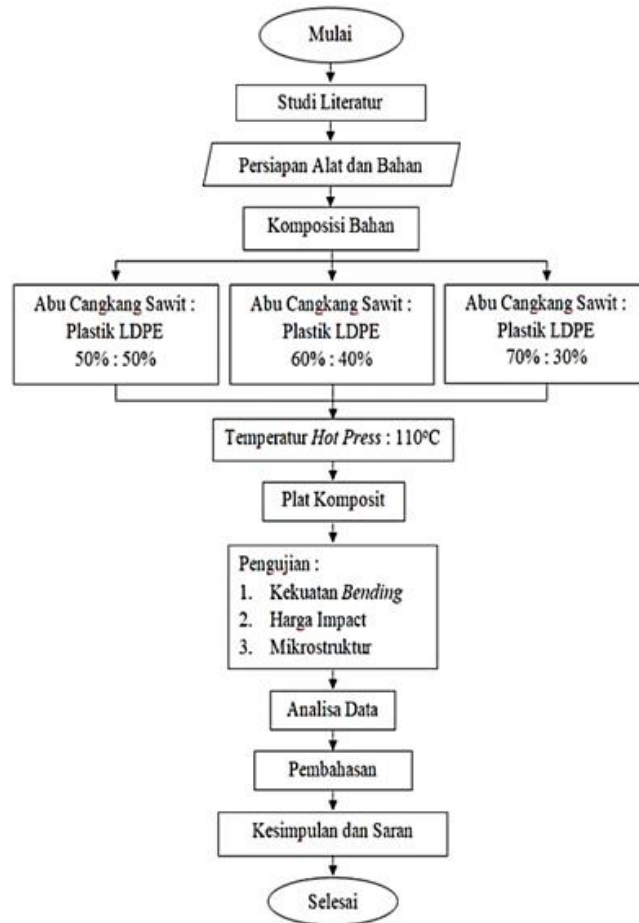 Mulai
Studi Literatur
Persiapan Alat dan Bahan
Komposisi Bahan
Abu Cangkang Sawit :
Plastik LDPE
50% : 50%
Abu Cangkang Sawit :
Plastik LDPE
60% : 40%
Abu Cangkang Sawit :
Plastik LDPE
70% : 30%
Temperatur Hot Press : 110°C
Plat Komposit
Pengujian :
1. Kekuatan Bending
2. Harga Impact
3. Mikrostruktur
Analisa Data
Pembahasan
Kesimpulan dan Saran
Selesai